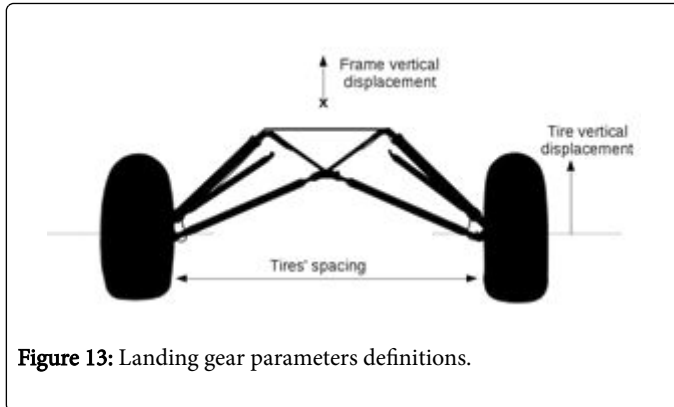 Frame vertical
displacement
x
Tire vertical
displacement
Tires' spacing
Figure 13: Landing gear parameters definitions.